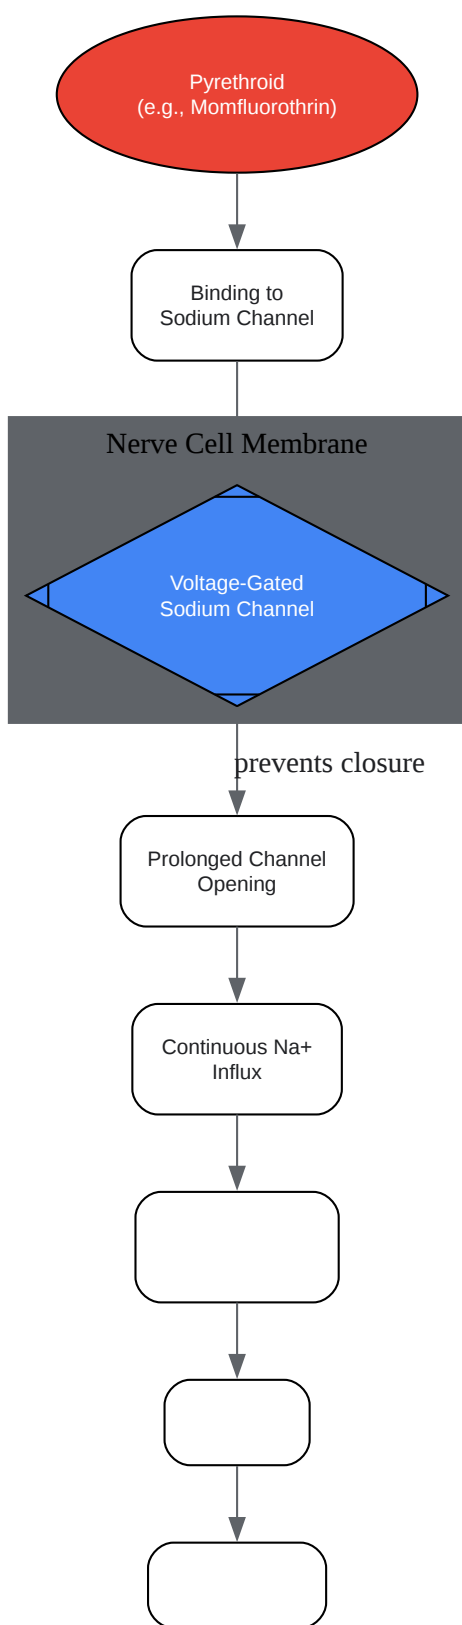 Pyrethroid
(e.g., Momfluorothrin)
Binding to
Sodium Channel
Nerve Cell Membrane
Voltage-Gated
Sodium Channel
prevents closure
Prolonged Channel
Opening
Continuous Na+
Influx